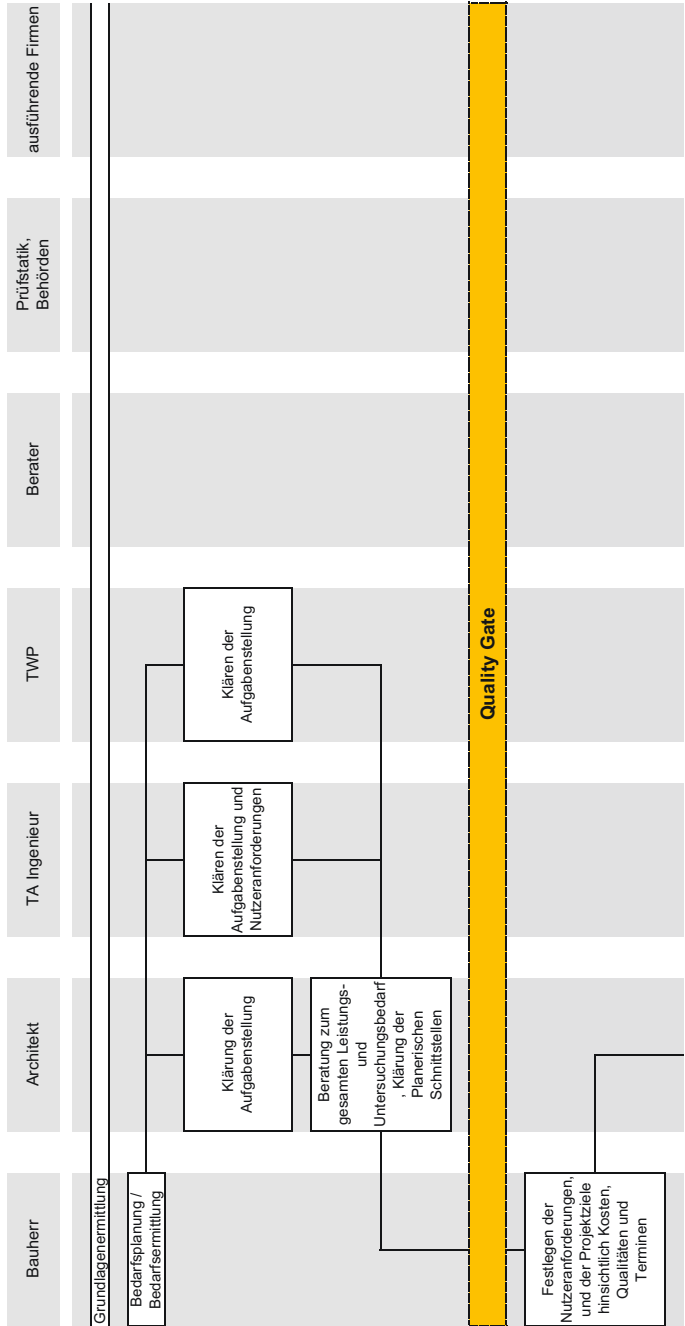 Bauherr
Architekt
TA Ingenieur
TWP
Berater
Prüfstatik,
Behörden
ausführende Firmen
Grundlagenermittlung
Bedarfsplanung /
Bedarfsermittlung
Klärung der
Aufgabenstellung
Klären der
Aufgabenstellung und
Nutzeranforderungen
Klären der
Aufgabenstellung
Beratung zum
gesamten Leistungs-
und
Untersuchungsbedarf
, Klärung der
Planerischen
Schnittstellen
Quality Gate
Festlegen der
Nutzeranforderungen,
und der Projektziele
hinsichtlich Kosten,
Qualitäten und
Terminen